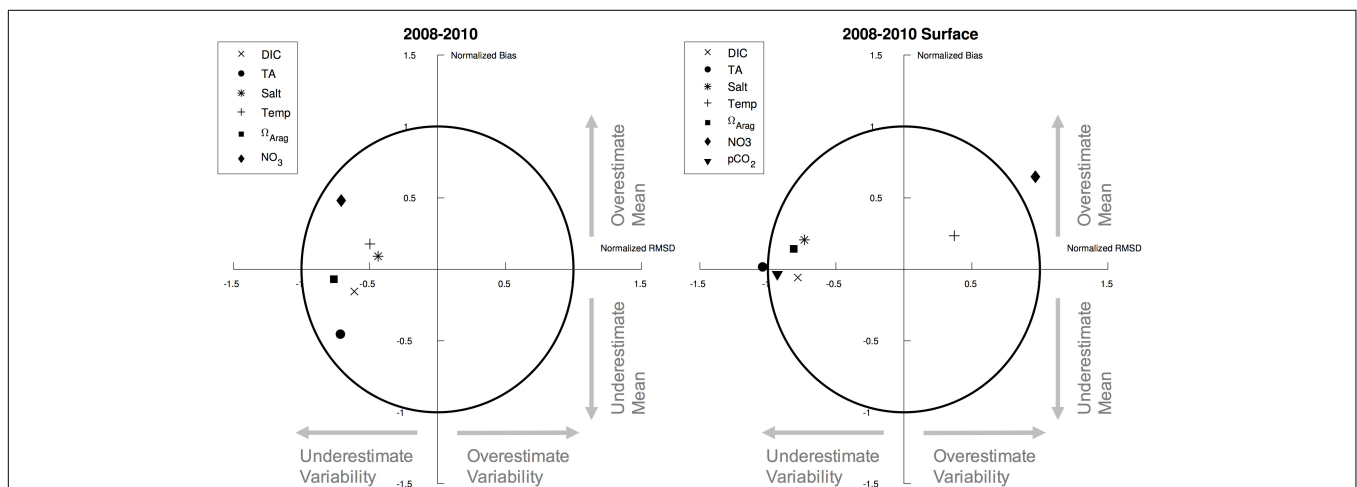 2008-2010
DIC
TA
Salt
Temp
Ω Arag
NO3
1.5
Normalized Bias
1
0.5
Normalized RMSD
-1.5
-1
-0.5
0.5
1
1.5
-0.5
-1
-1.5
Overestimate
Mean
Underestimate
Mean
Underestimate
Variability
Overestimate
Variability
2008-2010 Surface
DIC
TA
Salt
Temp
Ω Arag
NO3
pCO2
1.5
Normalized Bias
1
0.5
Normalized RMSD
-1.5
-1
-0.5
0.5
1
1.5
-0.5
-1
-1.5
Overestimate
Mean
Underestimate
Mean
Underestimate
Variability
Overestimate
Variability